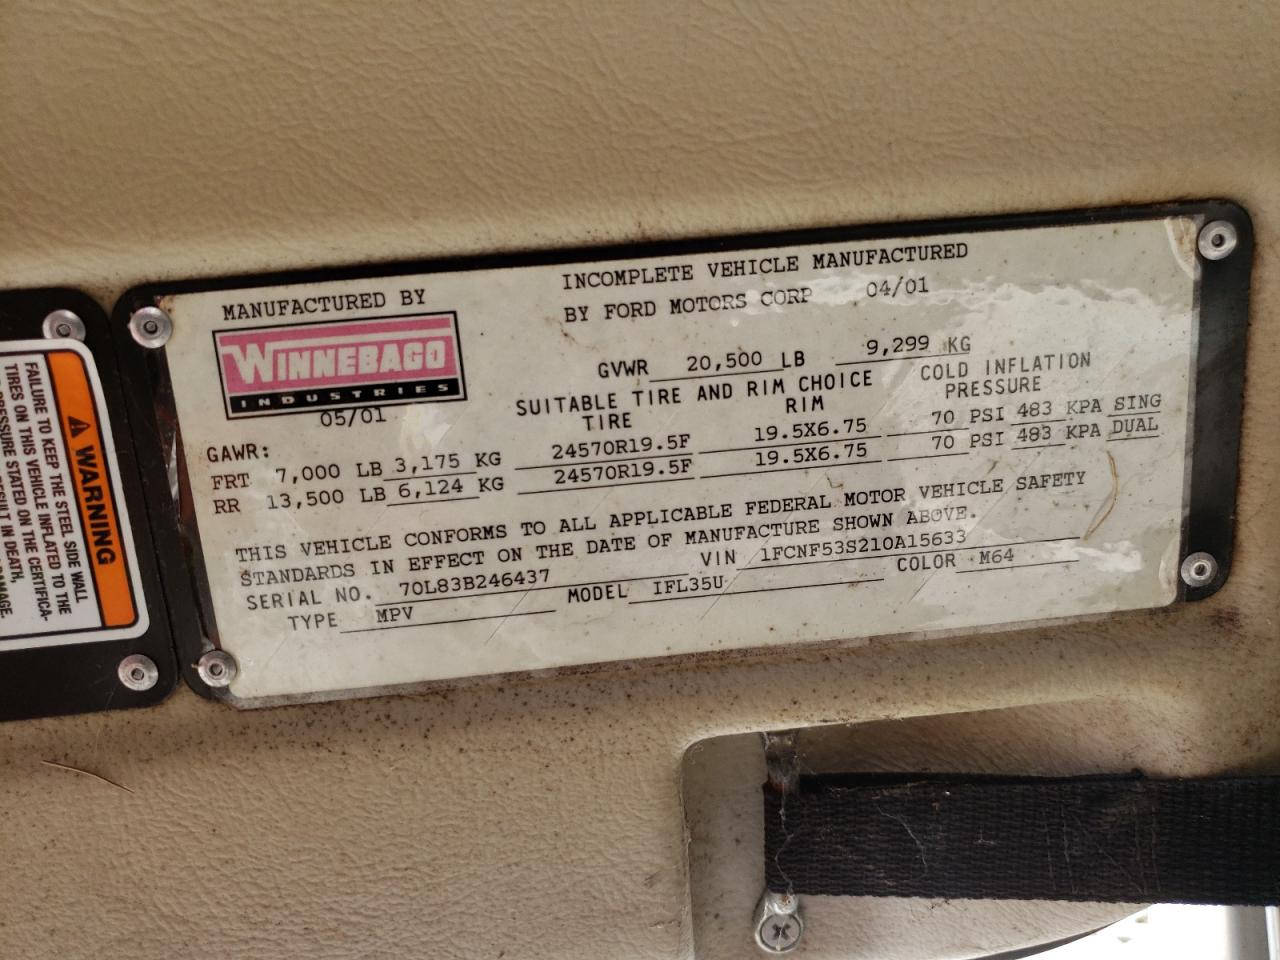 MANUFACTURED BY
WINNEBAGO
INDUSTRIES
05/01
INCOMPLETE VEHICLE MANUFACTURED
BY FORD MOTORS CORP 04/01
GVWR 20,500 LB 9,299 KG
SUITABLE TIRE AND RIM CHOICE
TIRE RIM
COLD INFLATION
PRESSURE
GAWR:
FRT 7,000 LB 3,175 KG 24570R19.5F 19.5X6.75 70 PSI 483 KPA SING
RR 13,500 LB 6,124 KG 24570R19.5F 19.5X6.75 70 PSI 483 KPA DUAL
THIS VEHICLE CONFORMS TO ALL APPLICABLE FEDERAL MOTOR VEHICLE SAFETY
STANDARDS IN EFFECT ON THE DATE OF MANUFACTURE SHOWN ABOVE.
SERIAL NO. 70L83B246437 VIN 1FCNF53S210A15633
TYPE MPV MODEL IFL35U COLOR M64
WARNING
FAILURE TO KEEP THE STEEL SIDE WALL
TIRES ON THIS VEHICLE INFLATED TO THE
PRESSURE STATED ON THE CERTIFICA-
RESULT IN DEATH,